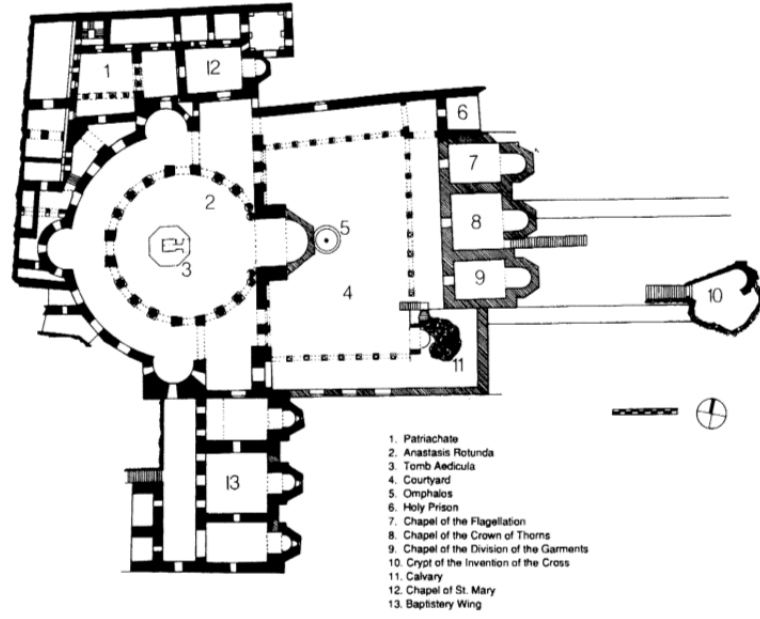 1
12
6
7
2
8
5
3
9
4
10
11
13
1. Patriachate
2. Anastasis Rotunda
3. Tomb Aedicula
4. Courtyard
5. Omphalos
6. Holy Prison
7. Chapel of the Flagellation
8. Chapel of the Crown of Thorns
9. Chapel of the Division of the Garments
10. Crypt of the Invention of the Cross
11. Calvary
12. Chapel of St. Mary
13. Baptistery Wing